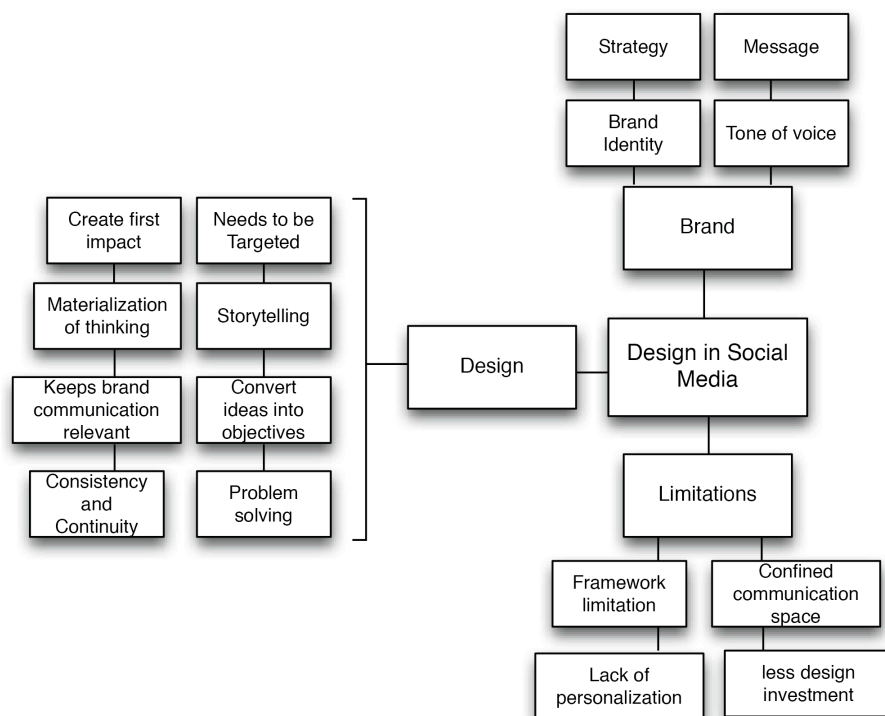 Strategy
Message
Brand
Identity
Tone of voice
Brand
Create first
impact
Needs to be
Targeted
Materialization
of thinking
Storytelling
Keeps brand
communication
relevant
Convert
ideas into
objectives
Consistency
and
Continuity
Problem
solving
Design
Design in Social
Media
Limitations
Framework
limitation
Confined
communication
space
Lack of
personalization
less design
investment